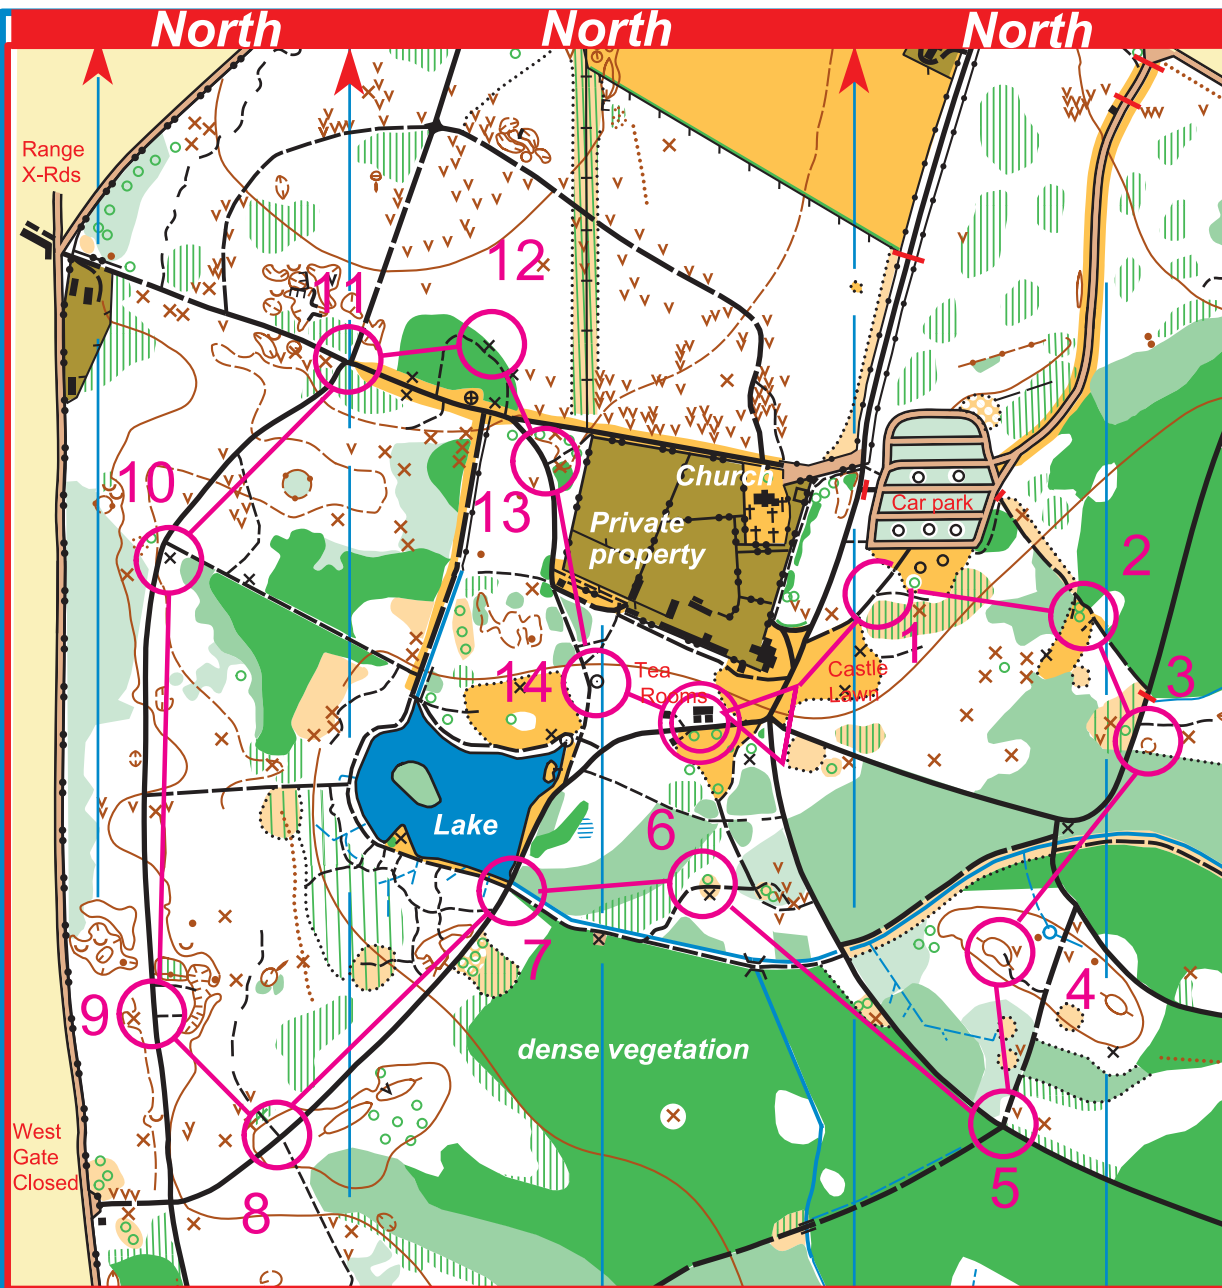 North North North
Range
X-Rds
12
11
Church
10
Car park
Private
property
13
2
1
14
Tea
Rooms
Castle
Lawn
3
Lake
6
7
9
4
dense vegetation
West
Gate
Closed
8
5